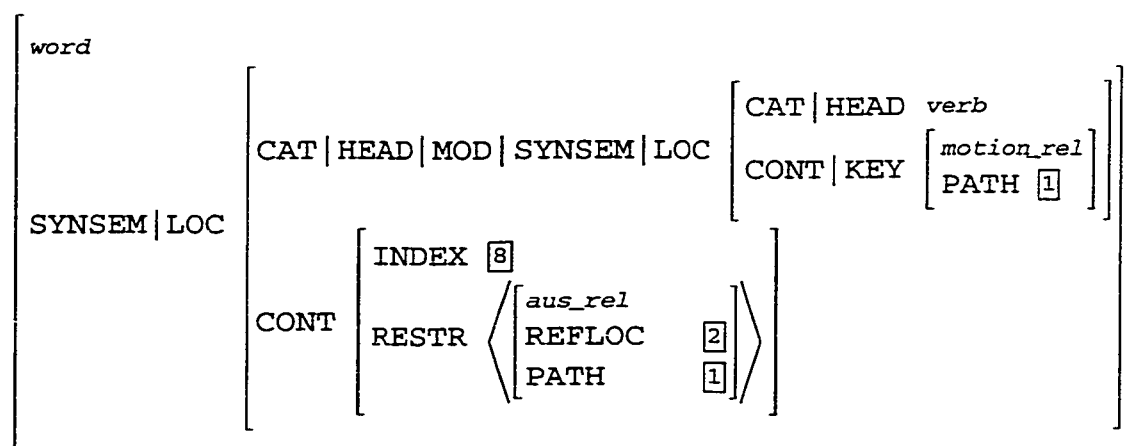 word
CAT|HEAD verb
CAT|HEAD|MOD|SYNSEM|LOC
CONT|KEY
motion_rel
PATH 1
SYNSEM|LOC
INDEX 8
CONT
RESTR
aus_rel
REFLOC 2
PATH 1